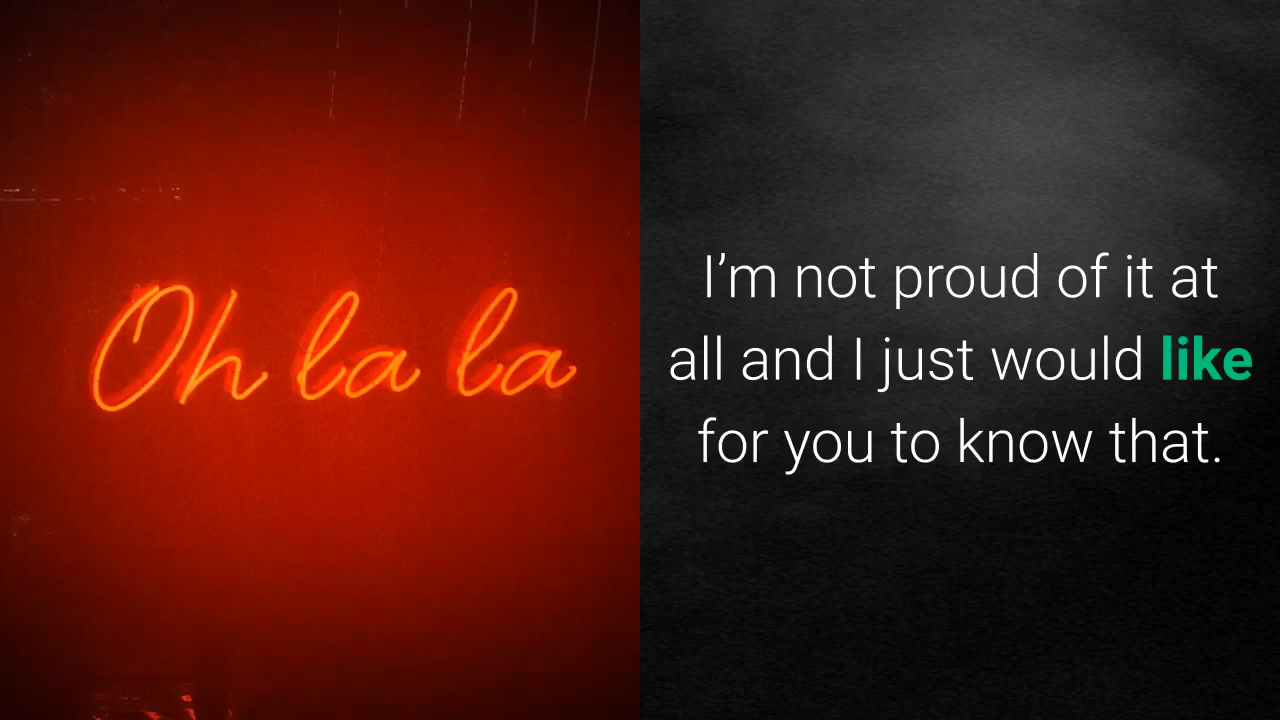 Oh la la
I’m not proud of it at
all and I just would like
for you to know that.